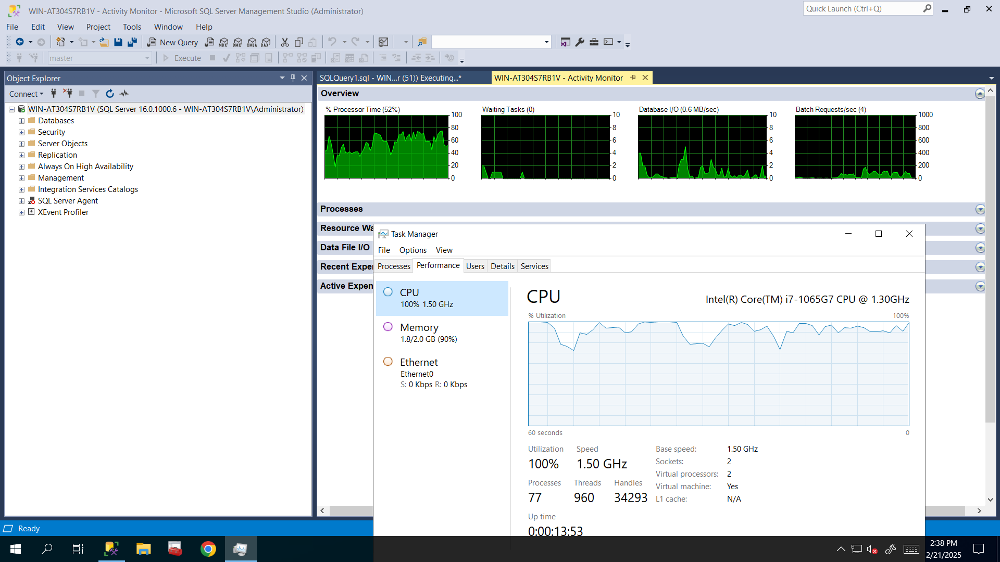 WIN-AT304S7RB1V - Activity Monitor - Microsoft SQL Server Management Studio (Administrator)
Quick Launch (Ctrl+Q)
File Edit View Project Tools Window Help
New Query MDX DMX XMLA DAX
master Execute
Object Explorer
Connect
WIN-AT304S7RB1V (SQL Server 16.0.1000.6 - WIN-AT304S7RB1V\Administrator)
Databases
Security
Server Objects
Replication
Always On High Availability
Management
Integration Services Catalogs
SQL Server Agent
XEvent Profiler
SQLQuery1.sql - WIN...r (51)) Executing...*
WIN-AT304S7RB1V - Activity Monitor
Overview
% Processor Time (52%)
100
80
60
40
20
0
Waiting Tasks (0)
10
8
6
4
2
0
Database I/O (0.6 MB/sec)
10
8
6
4
2
0
Batch Requests/sec (4)
1000
800
600
400
200
0
Processes
Resource Wa
Data File I/O
Recent Expen
Active Expen
Task Manager
File Options View
Processes Performance Users Details Services
CPU
100% 1.50 GHz
Memory
1.8/2.0 GB (90%)
Ethernet
Ethernet0
S: 0 Kbps R: 0 Kbps
CPU
Intel(R) Core(TM) i7-1065G7 CPU @ 1.30GHz
% Utilization 100%
60 seconds 0
Utilization Speed
100% 1.50 GHz
Processes Threads Handles
77 960 34293
Up time
0:00:13:53
Base speed: 1.50 GHz
Sockets: 2
Virtual processors: 2
Virtual machine: Yes
L1 cache: N/A
Ready
2:38 PM
2/21/2025